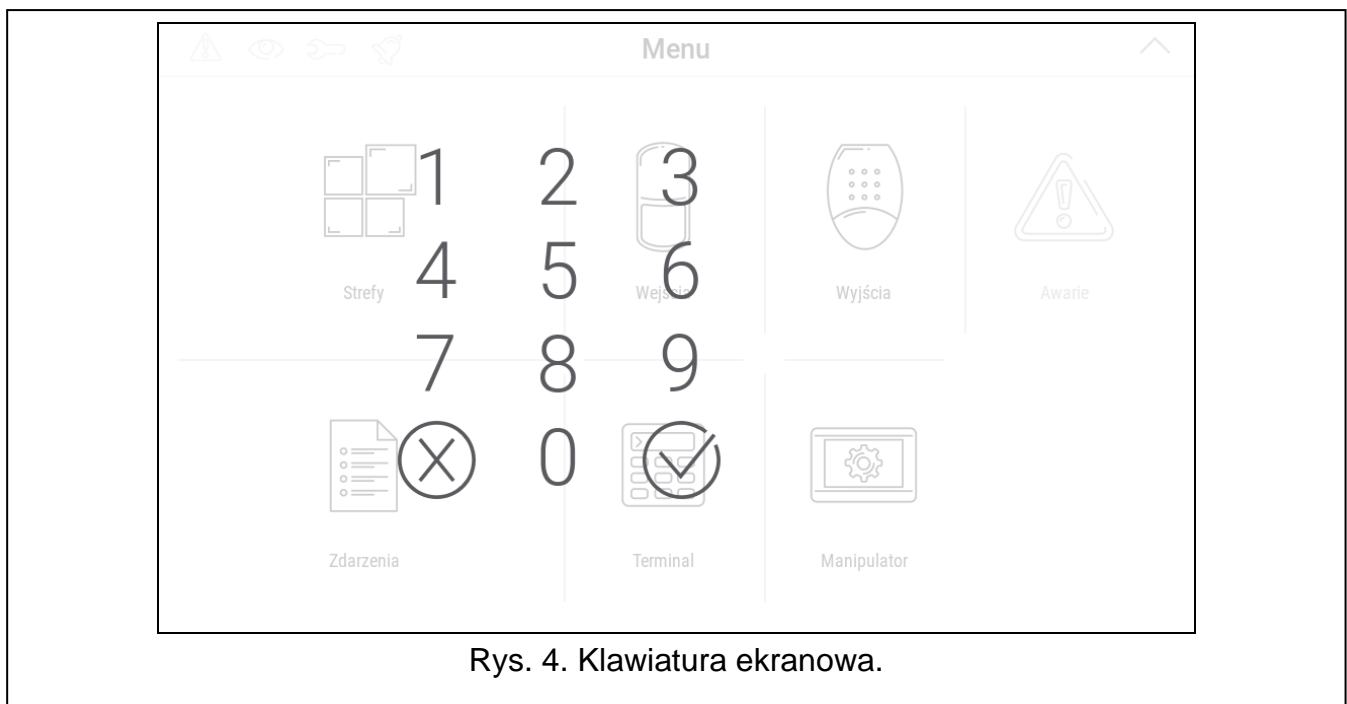 Menu
1 2 3
4 5 6
Strefy Wejścia Wyjścia Awarie
7 8 9
0
Zdarzenia Terminal Manipulator
Rys. 4. Klawiatura ekranowa.